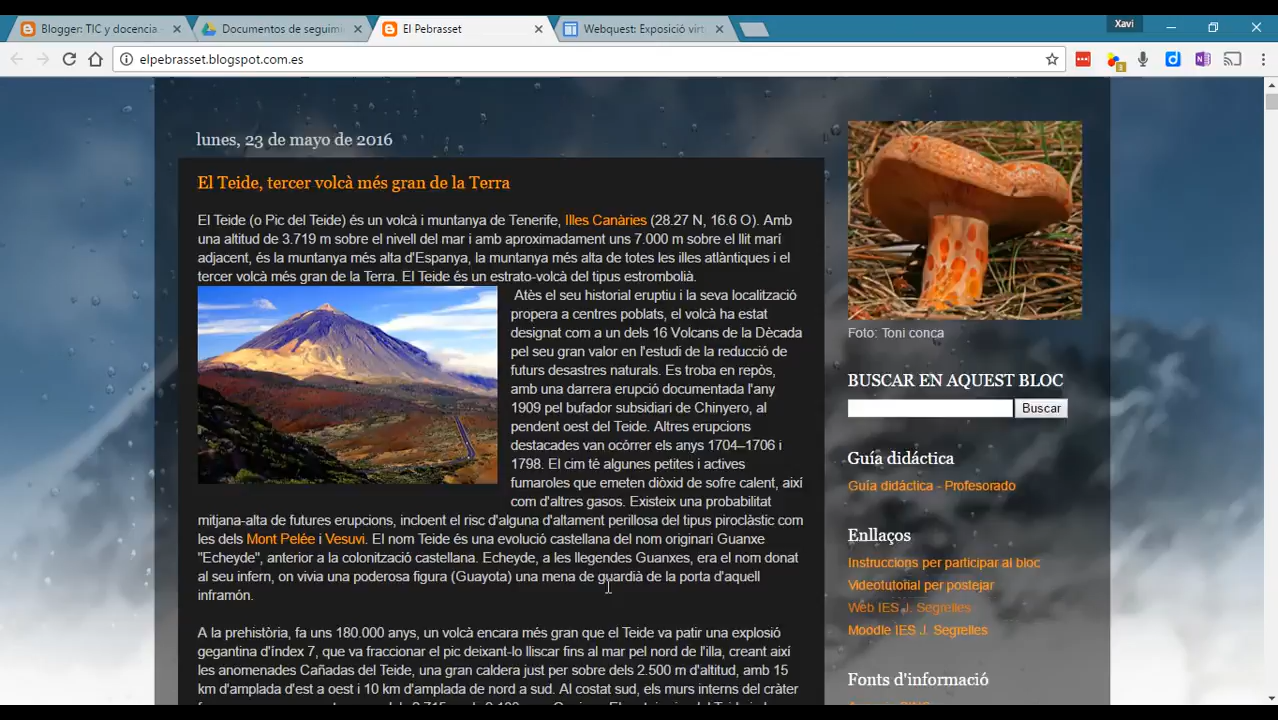 Blogger: TIC y docencia
Documentos de seguimi
El Pebrasset
Webquest: Exposició virt
Xavi
elpebrasset.blogspot.com.es
lunes, 23 de mayo de 2016
El Teide, tercer volcà més gran de la Terra
El Teide (o Pic del Teide) és un volcà i muntanya de Tenerife, Illes Canàries (28.27 N, 16.6 O). Amb
una altitud de 3.719 m sobre el nivell del mar i amb aproximadament uns 7.000 m sobre el llit marí
adjacent, és la muntanya més alta d'Espanya, la muntanya més alta de totes les illes atlàntiques i el
tercer volcà més gran de la Terra. El Teide és un estrato-volcà del tipus estrombolià.
Atès el seu historial eruptiu i la seva localització
propera a centres poblats, el volcà ha estat
designat com a un dels 16 Volcans de la Dècada
pel seu gran valor en l'estudi de la reducció de
futurs desastres naturals. Es troba en repòs,
amb una darrera erupció documentada l'any
1909 pel bufador subsidiari de Chinyero, al
pendent oest del Teide. Altres erupcions
destacades van ocórrer els anys 1704–1706 i
1798. El cim té algunes petites i actives
fumaroles que emeten diòxid de sofre calent, així
com d'altres gasos. Existeix una probabilitat
mitjana-alta de futures erupcions, incloent el risc d'alguna d'altament perillosa del tipus piroclàstic com
les dels Mont Pelée i Vesuvi. El nom Teide és una evolució castellana del nom originari Guanxe
"Echeyde", anterior a la colonització castellana. Echeyde, a les llegendes Guanxes, era el nom donat
al seu infern, on vivia una poderosa figura (Guayota) una mena de guardià de la porta d'aquell
inframón.
A la prehistòria, fa uns 180.000 anys, un volcà encara més gran que el Teide va patir una explosió
gegantina d'índex 7, que va fraccionar el pic deixant-lo lliscar fins al mar pel nord de l'illa, creant així
les anomenades Cañadas del Teide, una gran caldera just per sobre dels 2.500 m d'altitud, amb 15
km d'amplada d'est a oest i 10 km d'amplada de nord a sud. Al costat sud, els murs interns del cràter
Foto: Toni conca
BUSCAR EN AQUEST BLOC
Buscar
Guía didáctica
Guía didáctica - Profesorado
Enllaços
Instruccions per participar al bloc
Videotutorial per postejar
Web IES J. Segrelles
Moodle IES J. Segrelles
Fonts d'informació